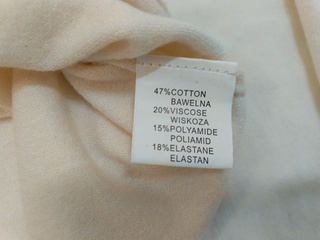 47%COTTON
BAWELNA
20%VISCOSE
WISKOZA
15%POLYAMIDE
POLIAMID
18%ELASTANE
ELASTAN